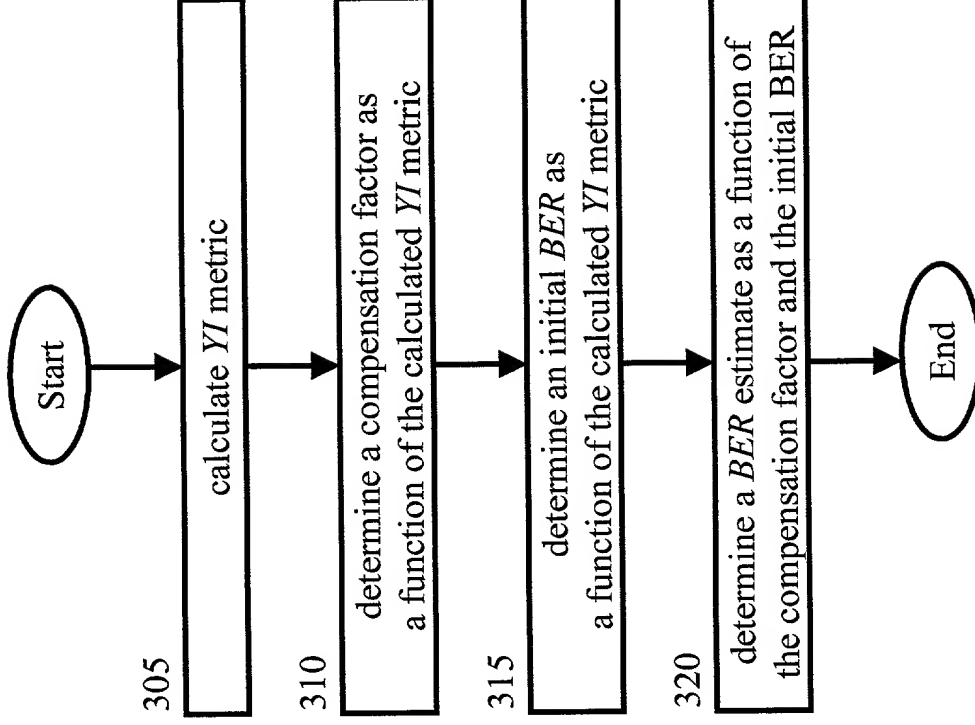 Start
305
calculate YI metric
310
determine a compensation factor as
a function of the calculated YI metric
315
determine an initial BER as
a function of the calculated YI metric
320
determine a BER estimate as a function of
the compensation factor and the initial BER
End